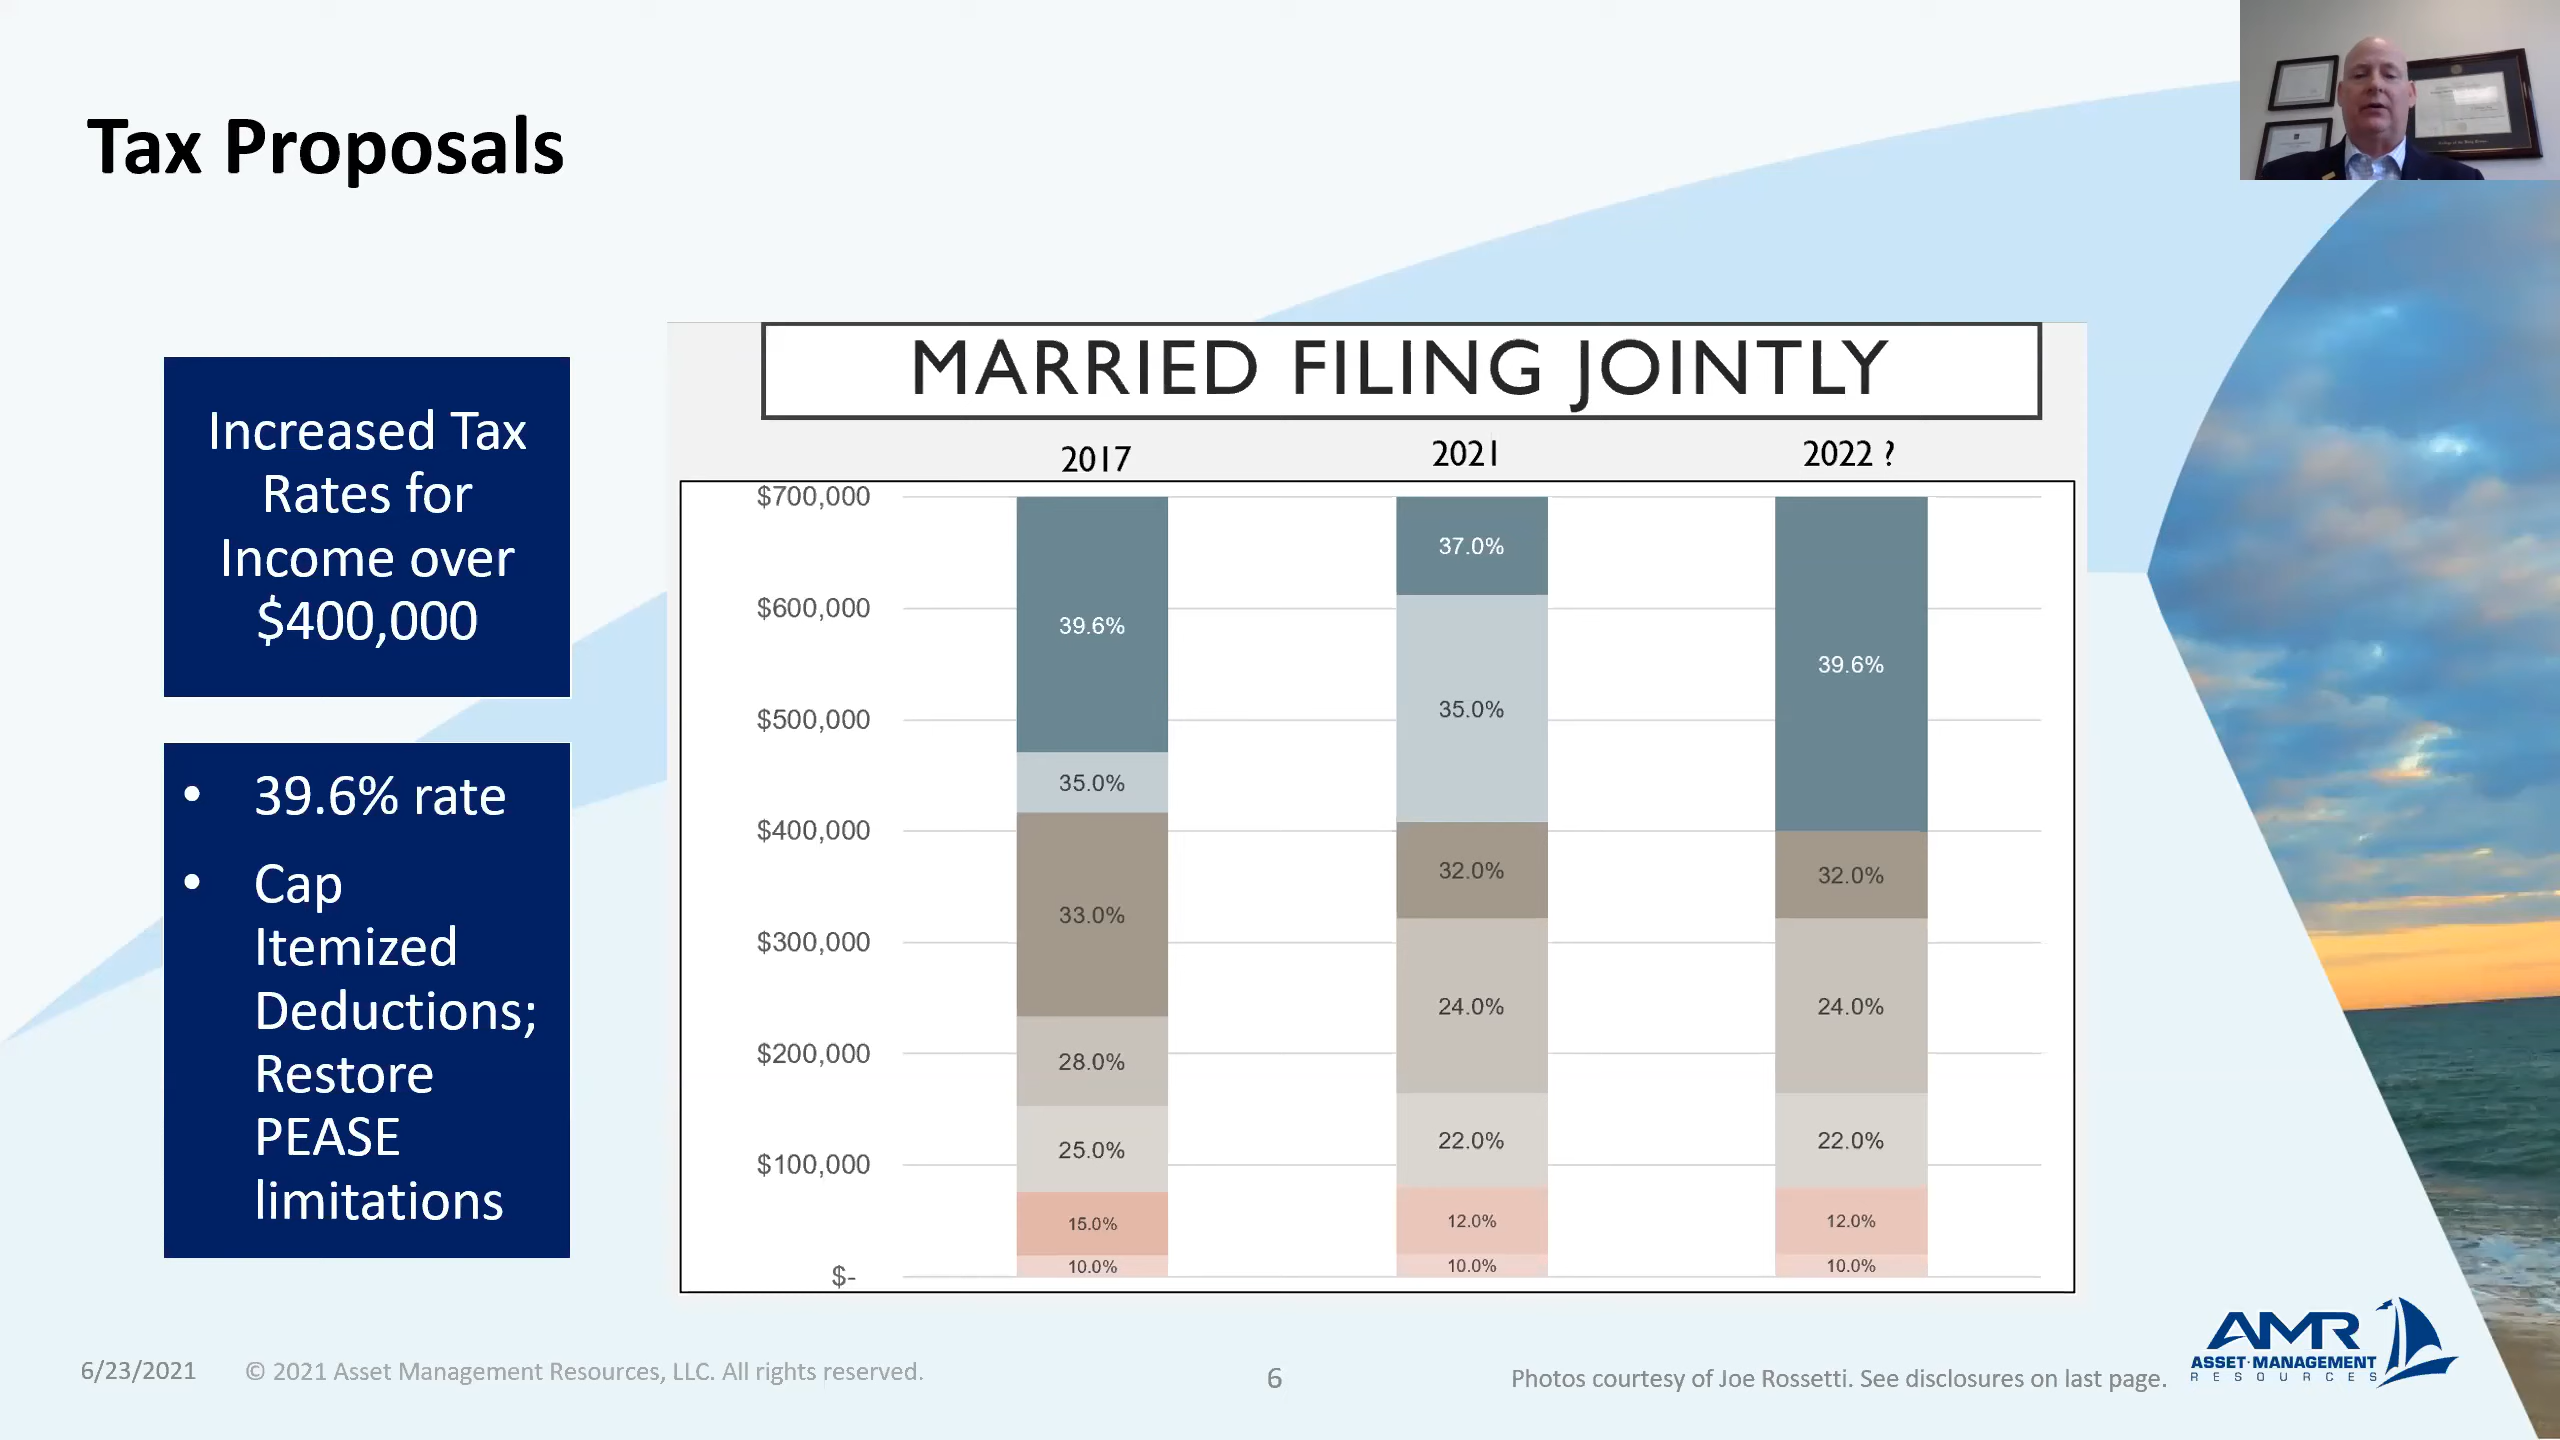 Tax Proposals
Increased Tax
Rates for
Income over
$400,000
• 39.6% rate
• Cap
Itemized
Deductions;
Restore
PEASE
limitations
MARRIED FILING JOINTLY
2017 2021 2022 ?
$700,000
$600,000
$500,000
$400,000
$300,000
$200,000
$100,000
$-
39.6%
35.0%
33.0%
28.0%
25.0%
15.0%
10.0%
37.0%
35.0%
32.0%
24.0%
22.0%
12.0%
10.0%
39.6%
32.0%
24.0%
22.0%
12.0%
10.0%
6/23/2021
© 2021 Asset Management Resources, LLC. All rights reserved.
6
Photos courtesy of Joe Rossetti. See disclosures on last page.
AMR
ASSET·MANAGEMENT
RESOURCES